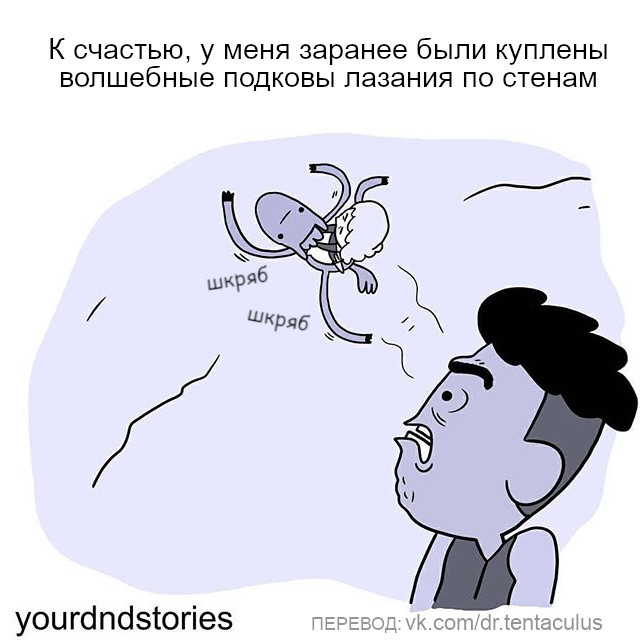 К счастью, у меня заранее были куплены
волшебные подковы лазания по стенам
шкряб
шкряб
yourdndstories
ПЕРЕВОД: vk.com/dr.tentaculus